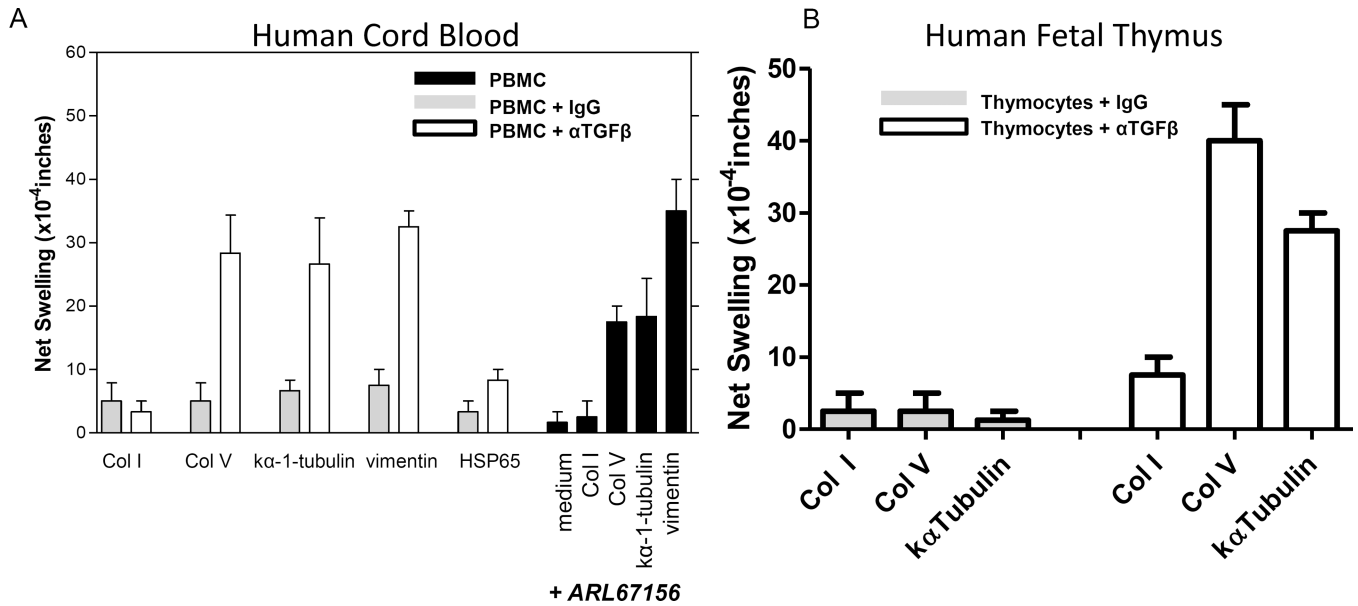 A
Human Cord Blood
60
50
40
30
20
10
0
Net Swelling (x10-4inches)
PBMC
PBMC + IgG
PBMC + αTGFβ
Col I
Col V
kα-1-tubulin
vimentin
HSP65
medium
Col I
Col V
kα-1-tubulin
vimentin
+ ARL67156
B
Human Fetal Thymus
50
40
30
20
10
0
Net Swelling (x10-4inches)
Thymocytes + IgG
Thymocytes + αTGFβ
Col I
Col V
kαTubulin
Col I
Col V
kαTubulin